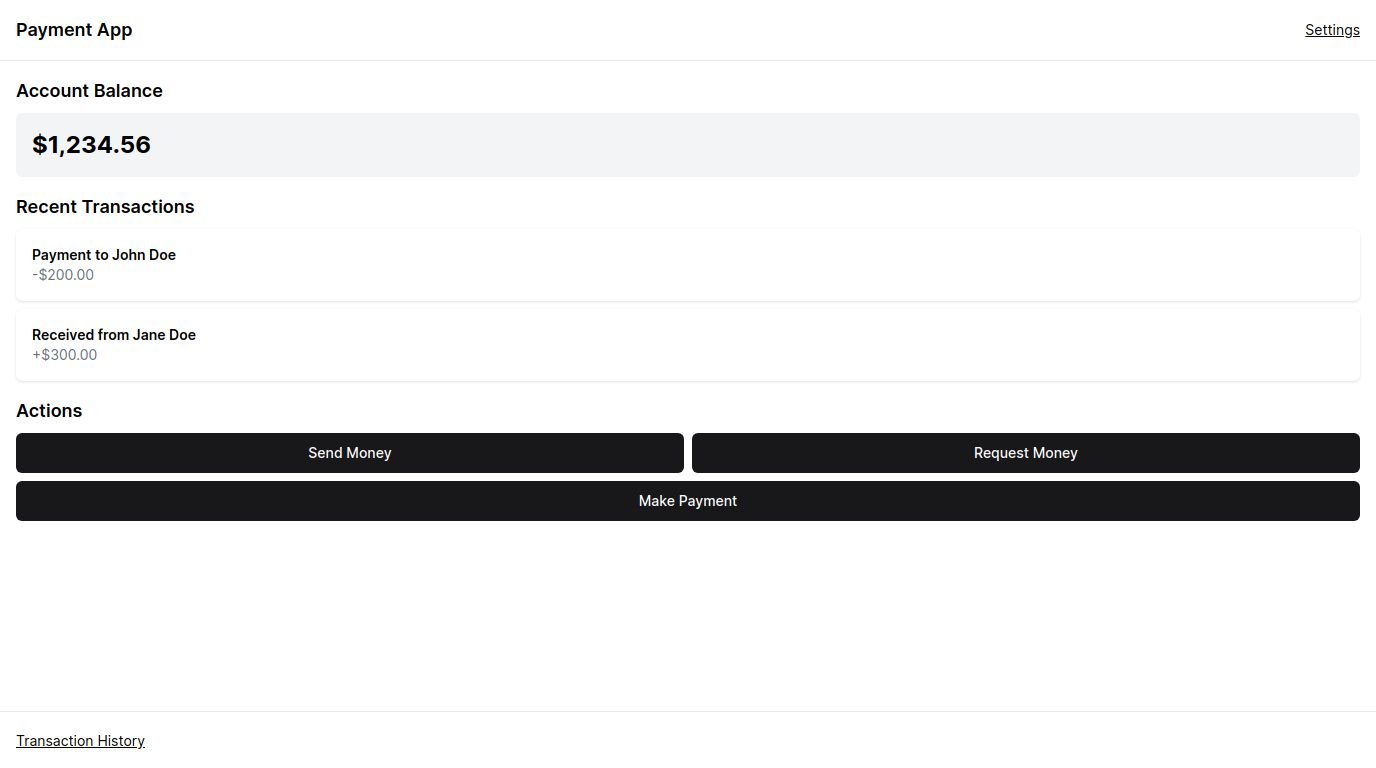 Payment App
Settings
Account Balance
$1,234.56
Recent Transactions
Payment to John Doe
-$200.00
Received from Jane Doe
+$300.00
Actions
Send Money
Request Money
Make Payment
Transaction History